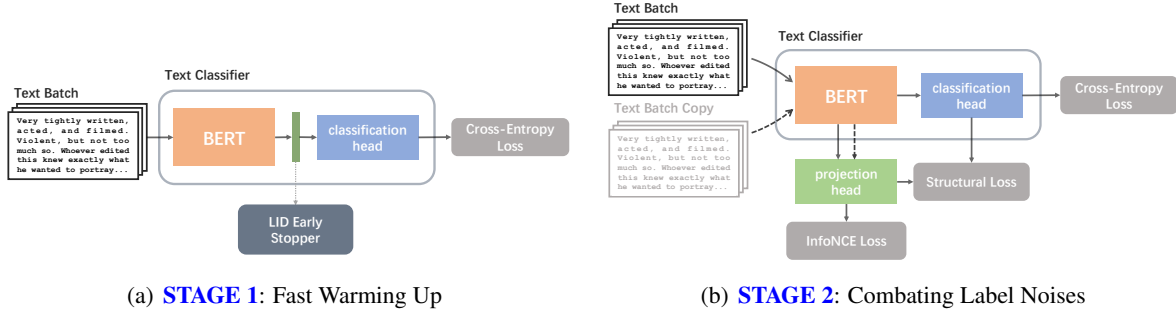 Text Batch
Very tightly written,
acted, and filmed.
Violent, but not too
much so. Whoever edited
this knew exactly what
he wanted to portray...
Text Classifier
BERT
classification
head
Cross-Entropy
Loss
LID Early
Stopper
(a) STAGE 1: Fast Warming Up
Text Batch
Very tightly written,
acted, and filmed.
Violent, but not too
much so. Whoever edited
this knew exactly what
he wanted to portray...
Text Batch Copy
Very tightly written,
acted, and filmed.
Violent, but not too
much so. Whoever edited
this knew exactly what
he wanted to portray...
Text Classifier
BERT
classification
head
Cross-Entropy
Loss
projection
head
Structural Loss
InfoNCE Loss
(b) STAGE 2: Combating Label Noises